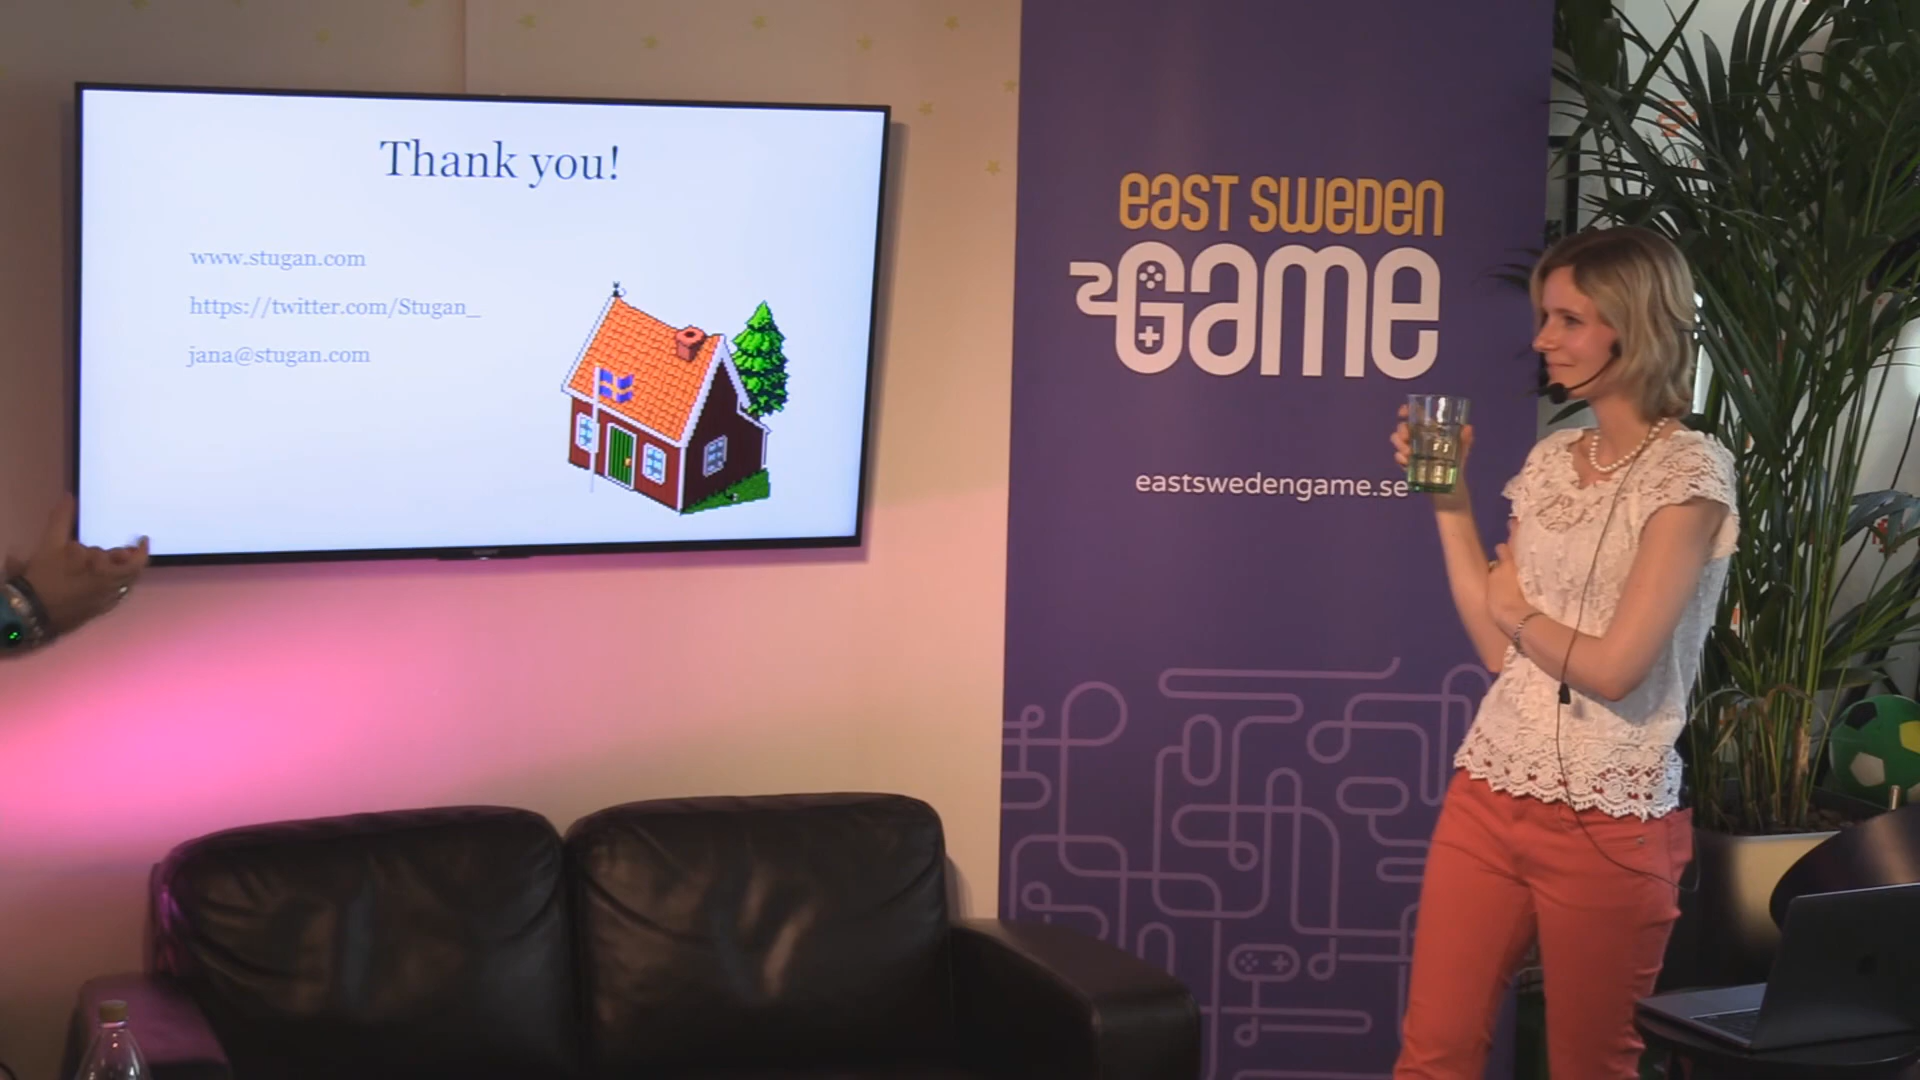 Thank you!
www.stugan.com
https://twitter.com/Stugan_
jana@stugan.com
EAST SWEDEN
GAME
eastswedengame.se